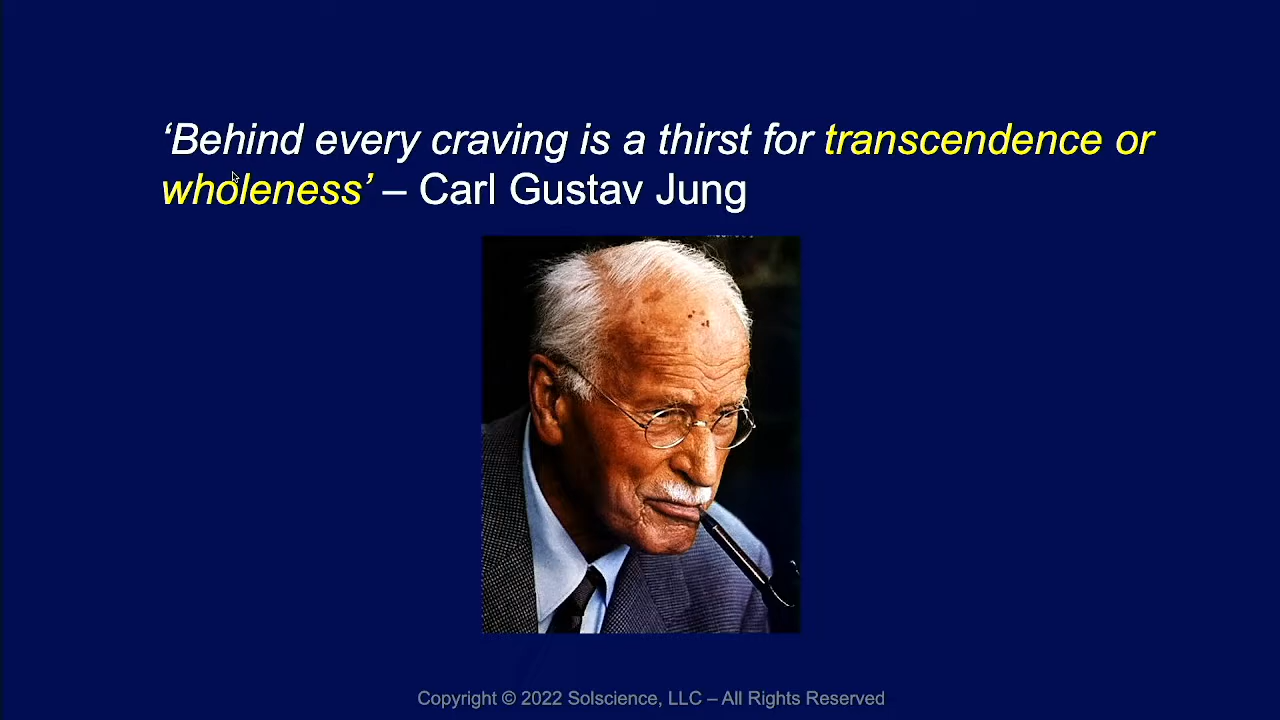 ‘Behind every craving is a thirst for transcendence or
wholeness’ – Carl Gustav Jung
Copyright © 2022 Solscience, LLC – All Rights Reserved